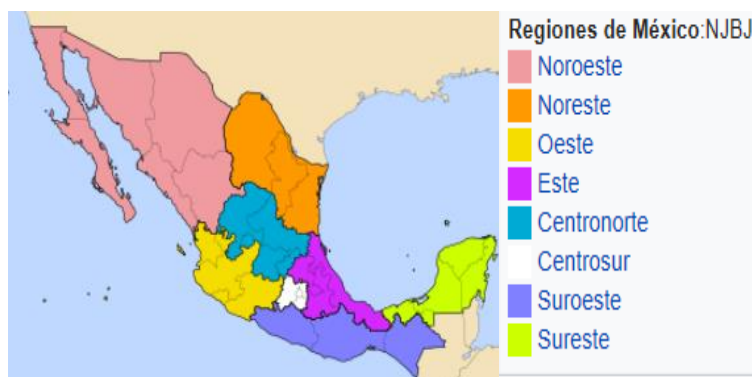 Regiones de México:NJBJ
Noroeste
Noreste
Oeste
Este
Centronorte
Centrosur
Suroeste
Sureste